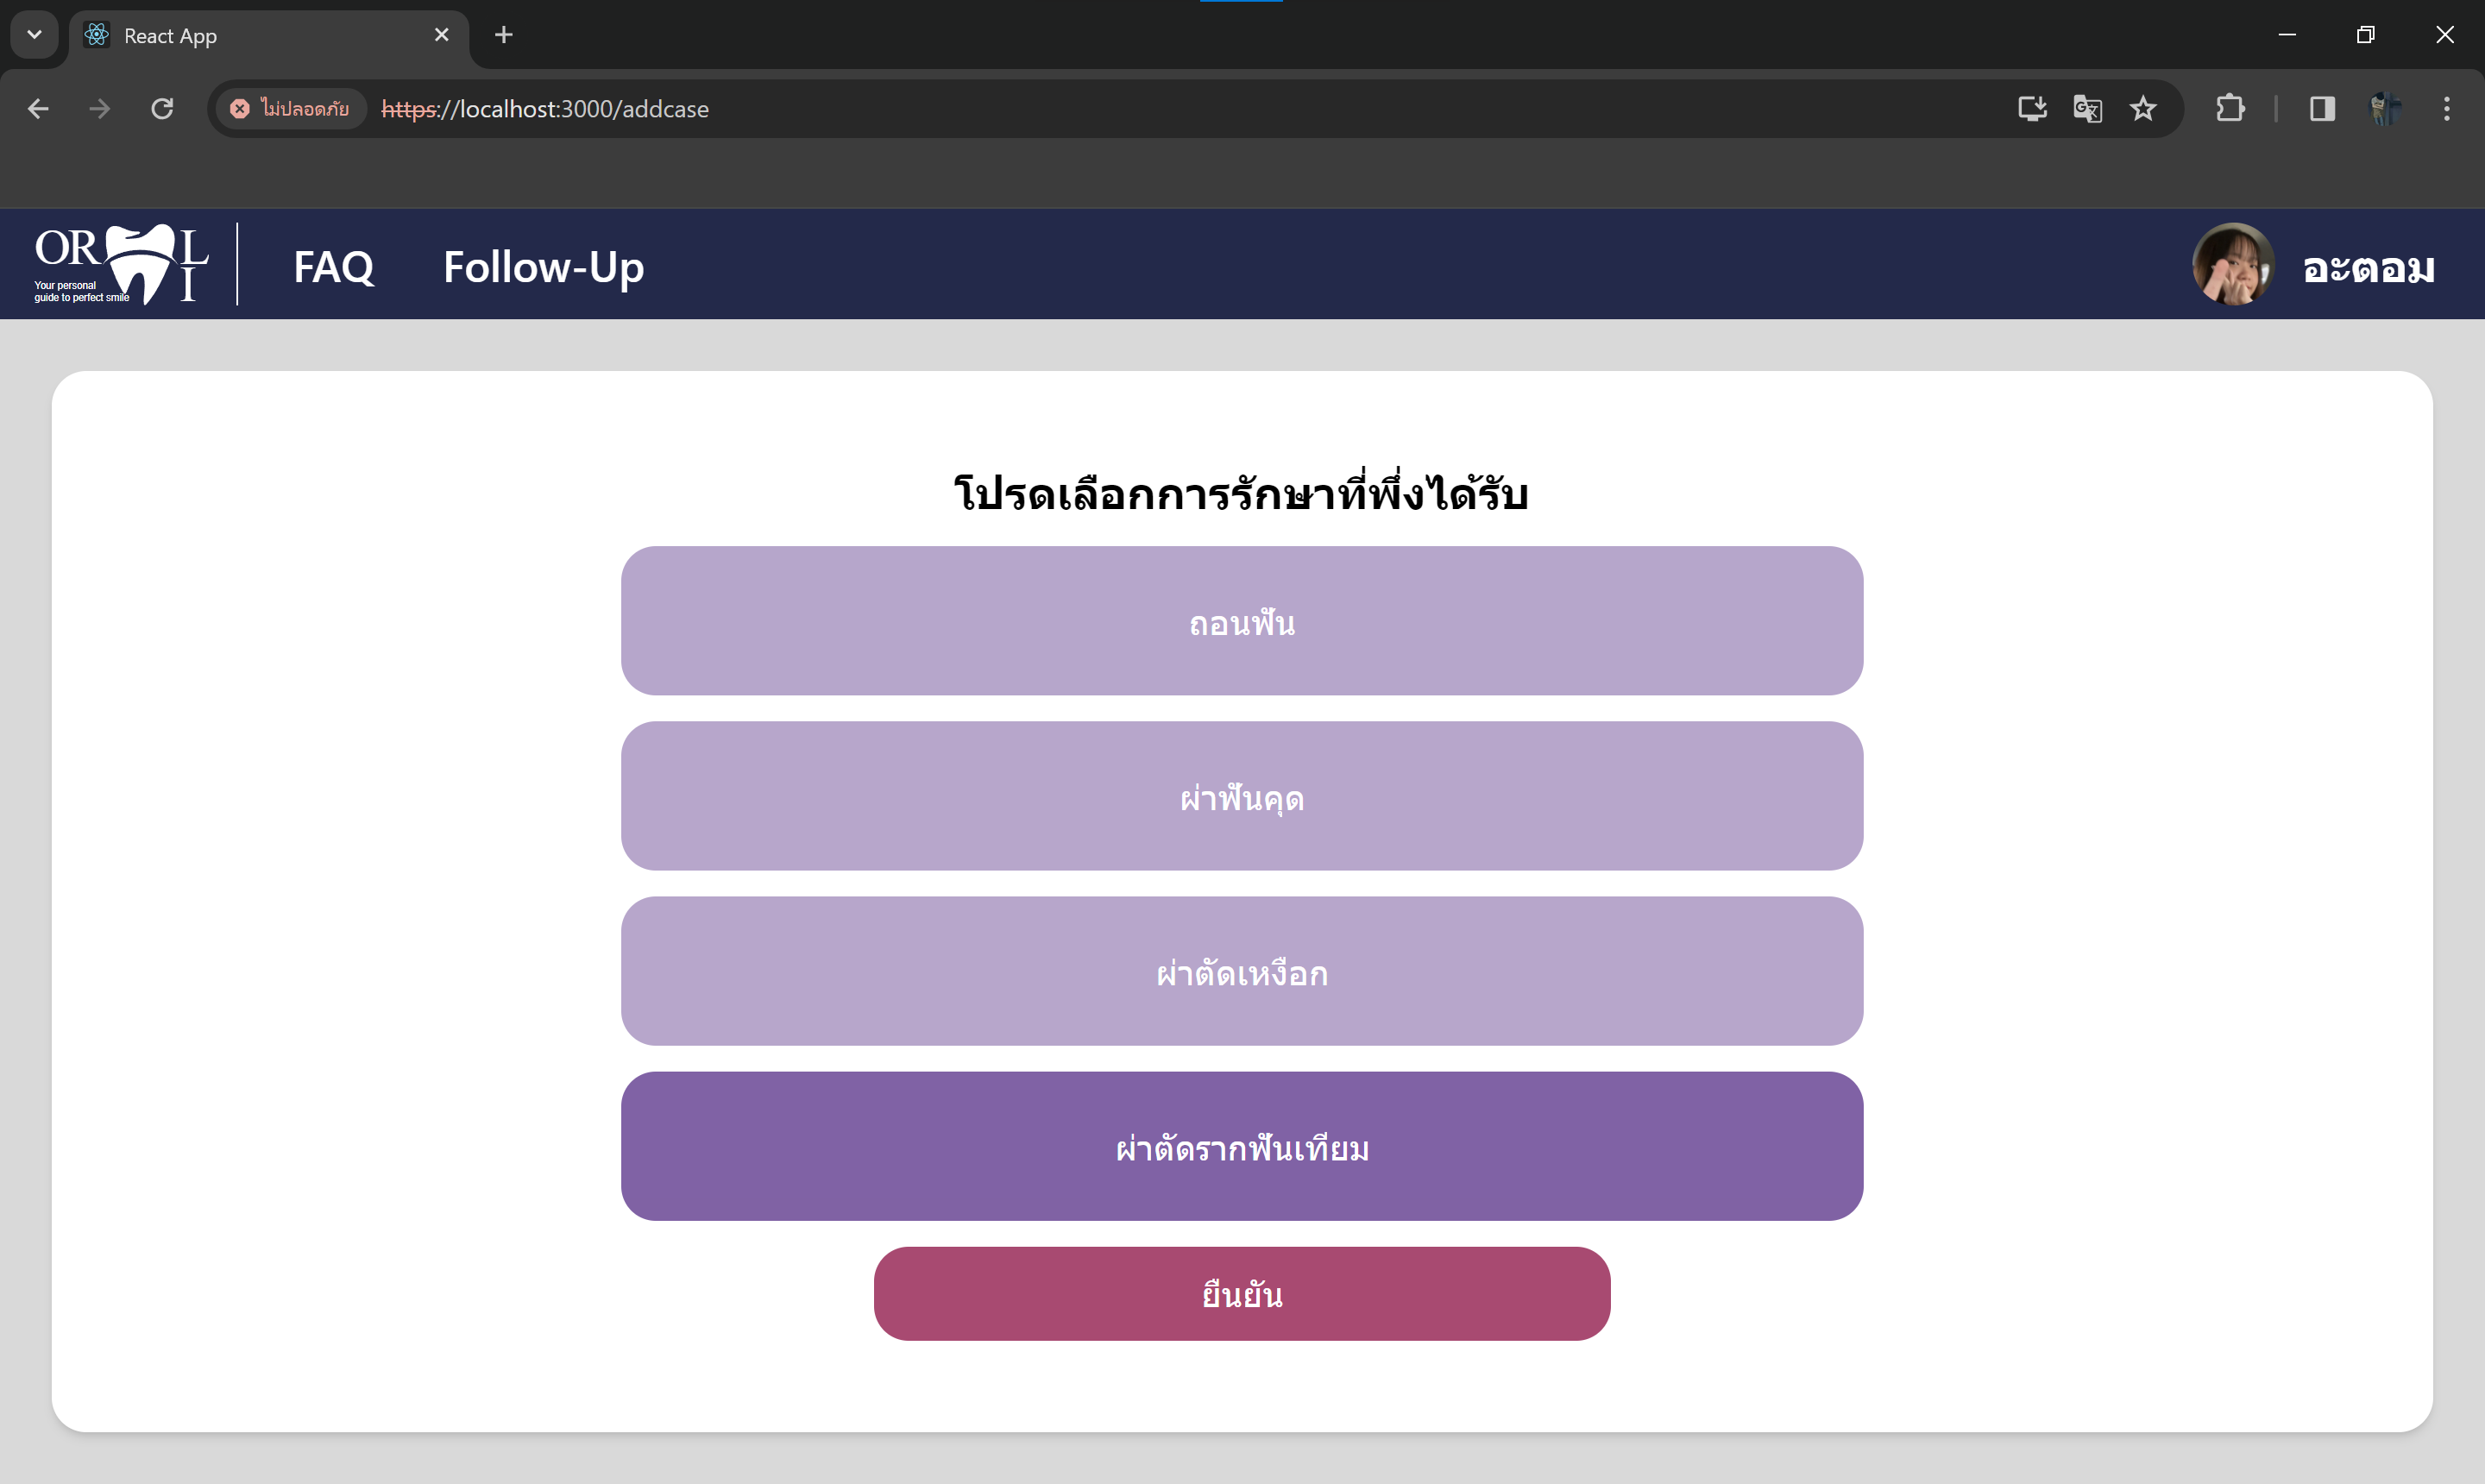 React App
ไม่ปลอดภัย https://localhost:3000/addcase
ORAL
I
Your personal
guide to perfect smile
FAQ Follow-Up
อะตอม
โปรดเลือกการรักษาที่พึ่งได้รับ
ถอนฟัน
ผ่าฟันคุด
ผ่าตัดเหงือก
ผ่าตัดรากฟันเทียม
ยืนยัน